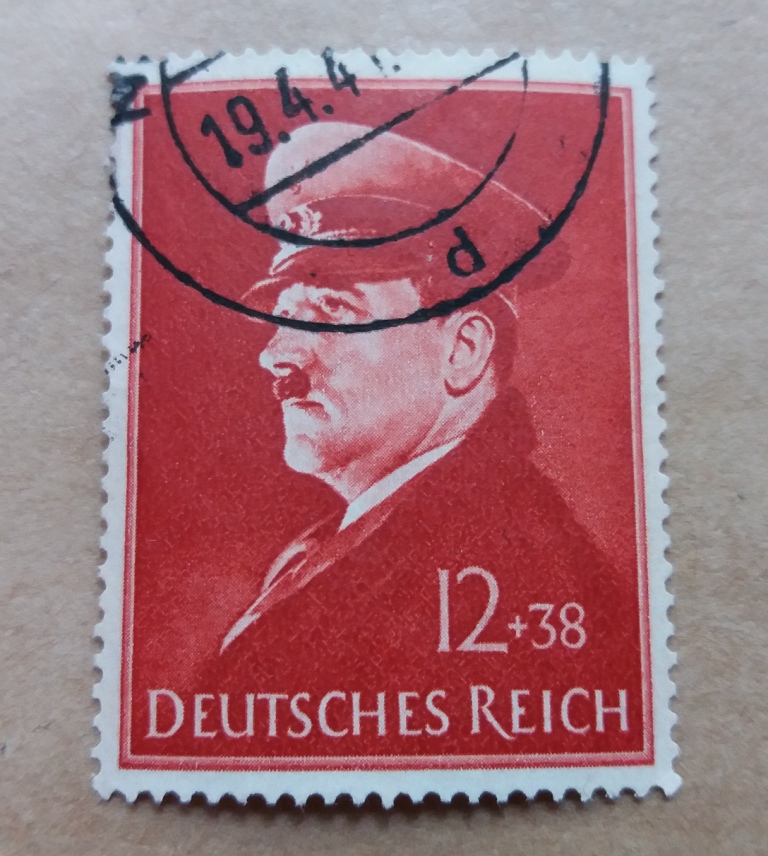 19.4.4
d
12+38
DEUTSCHES REICH